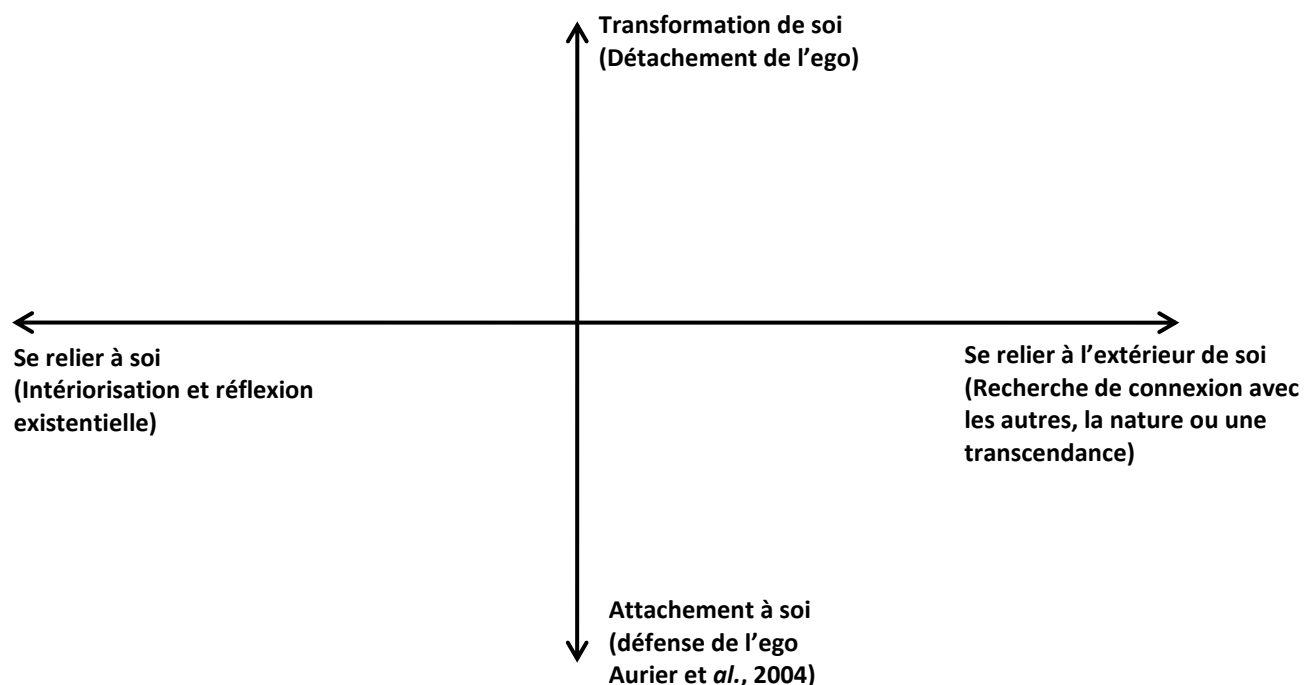 Transformation de soi
(Détachement de l’ego)
Se relier à soi
(Intériorisation et réflexion
existentielle)
Se relier à l’extérieur de soi
(Recherche de connexion avec
les autres, la nature ou une
transcendance)
Attachement à soi
(défense de l’ego
Aurier et al., 2004)